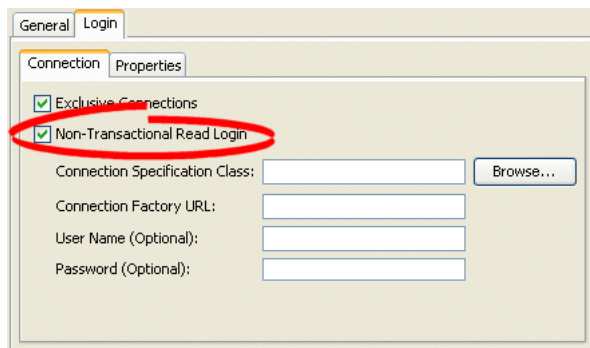 General Login
Connection Properties
Exclusive Connections
Non-Transactional Read Login
Connection Specification Class: Browse...
Connection Factory URL:
User Name (Optional):
Password (Optional):